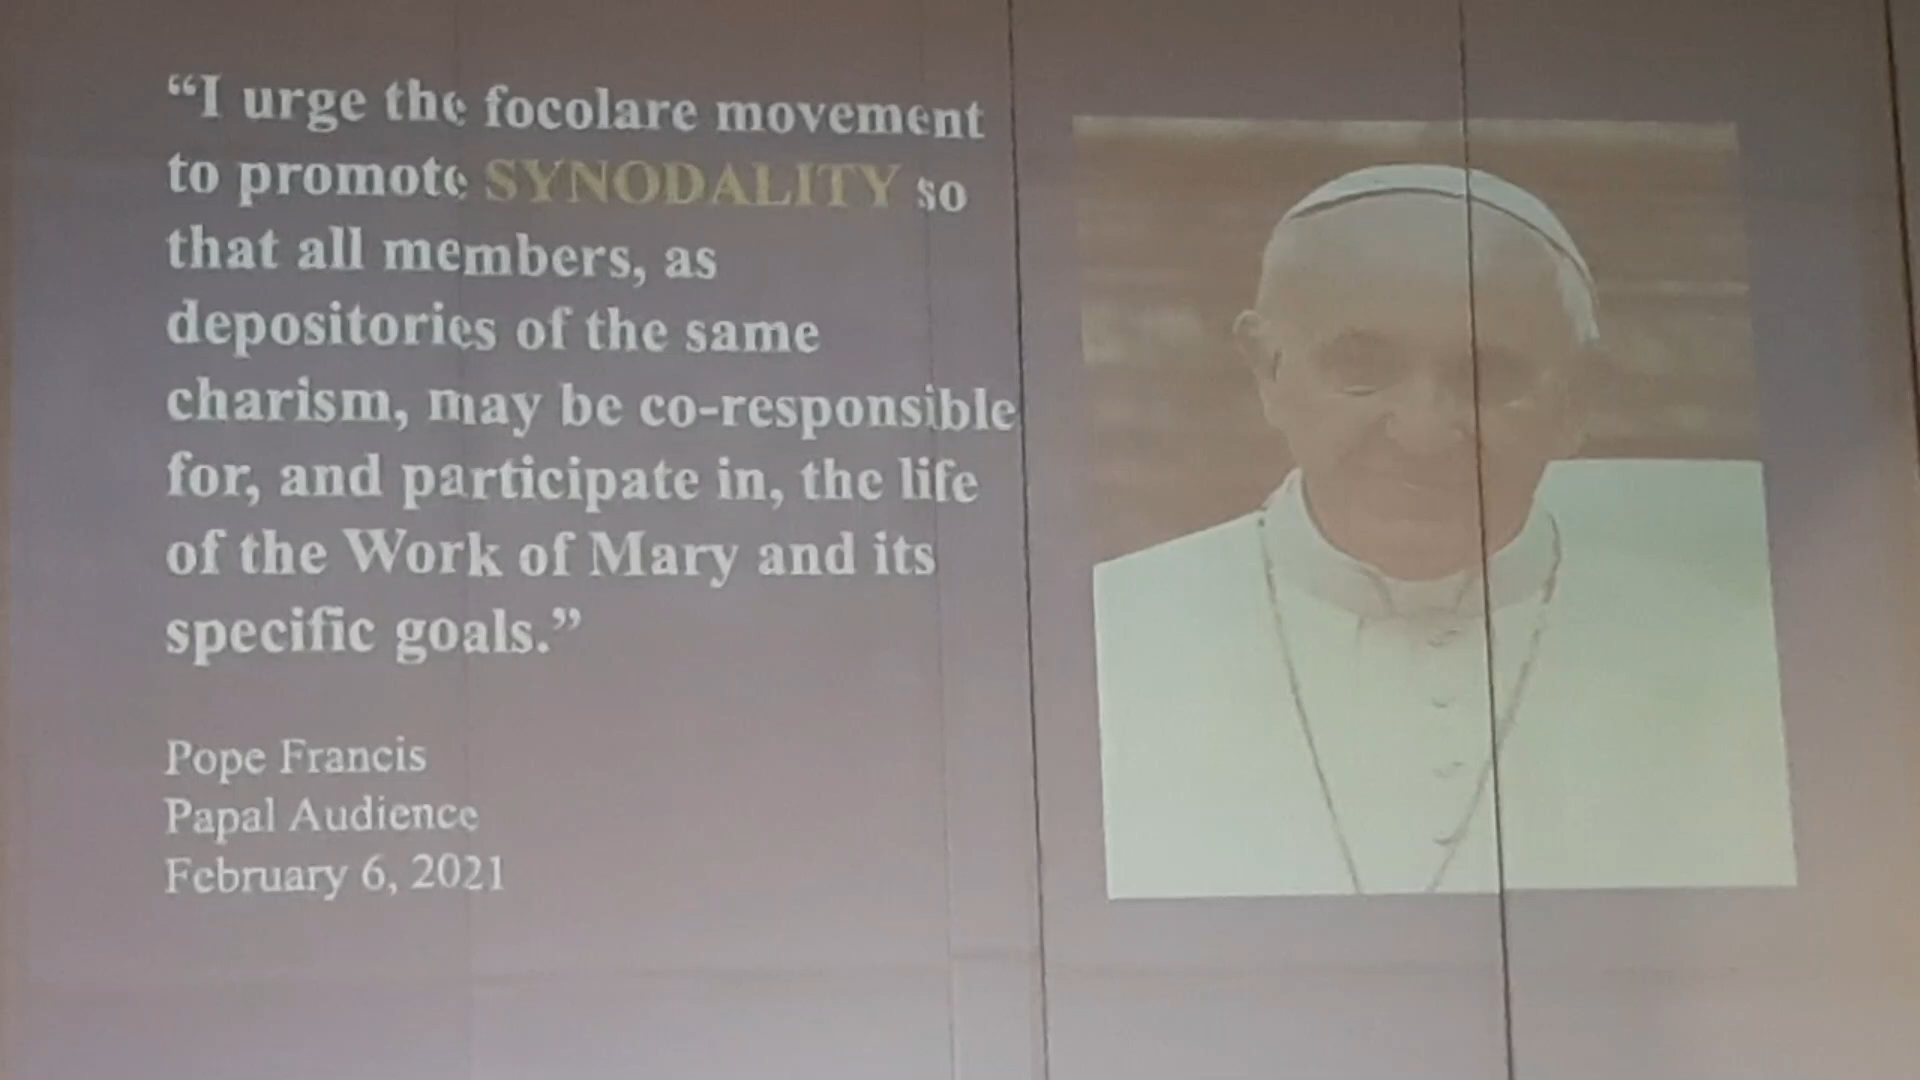 “I urge the focolare movement
to promote SYNODALITY so
that all members, as
depositories of the same
charism, may be co-responsible
for, and participate in, the life
of the Work of Mary and its
specific goals.”
Pope Francis
Papal Audience
February 6, 2021